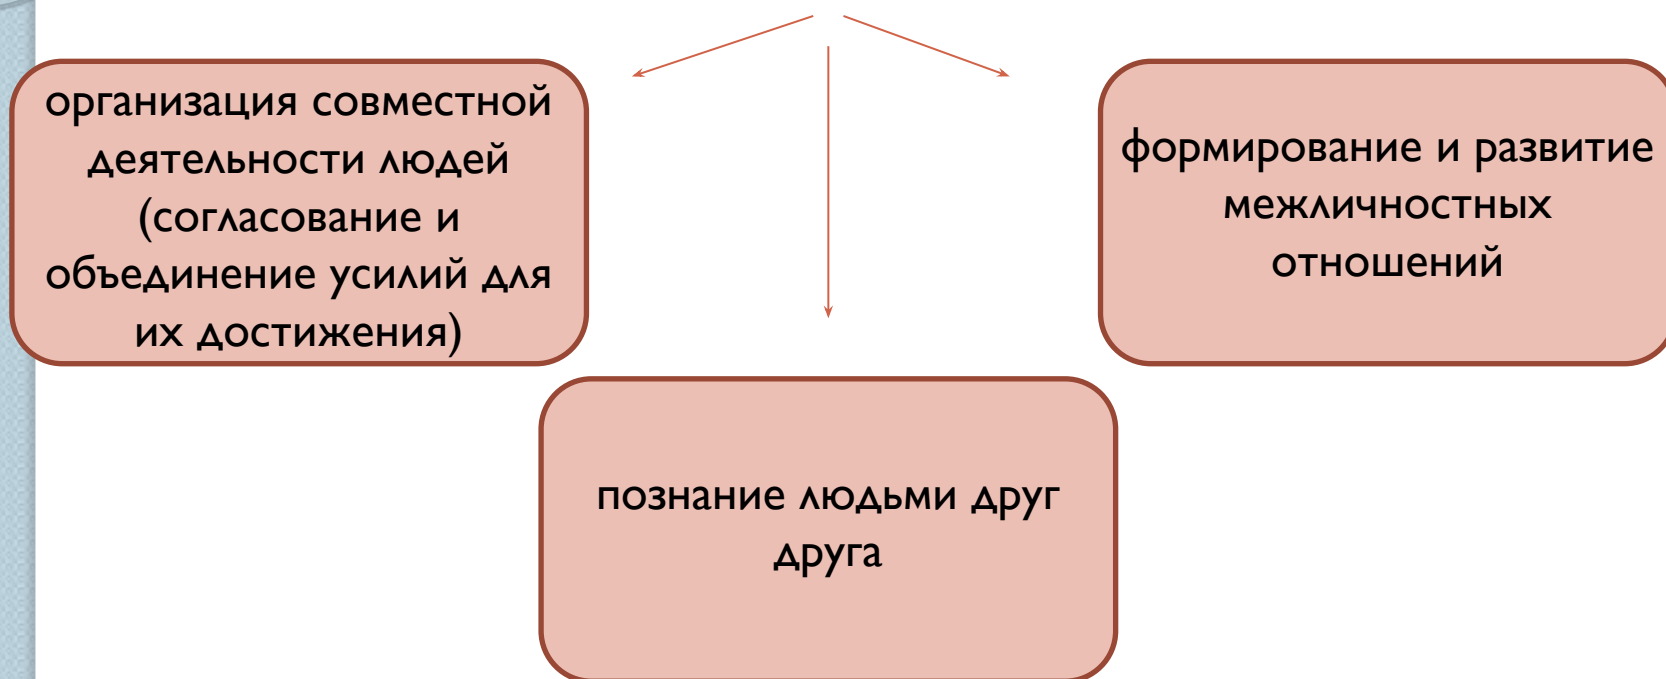 организация совместной
деятельности людей
(согласование и
объединение усилий для
их достижения)
формирование и развитие
межличностных
отношений
познание людьми друг
друга